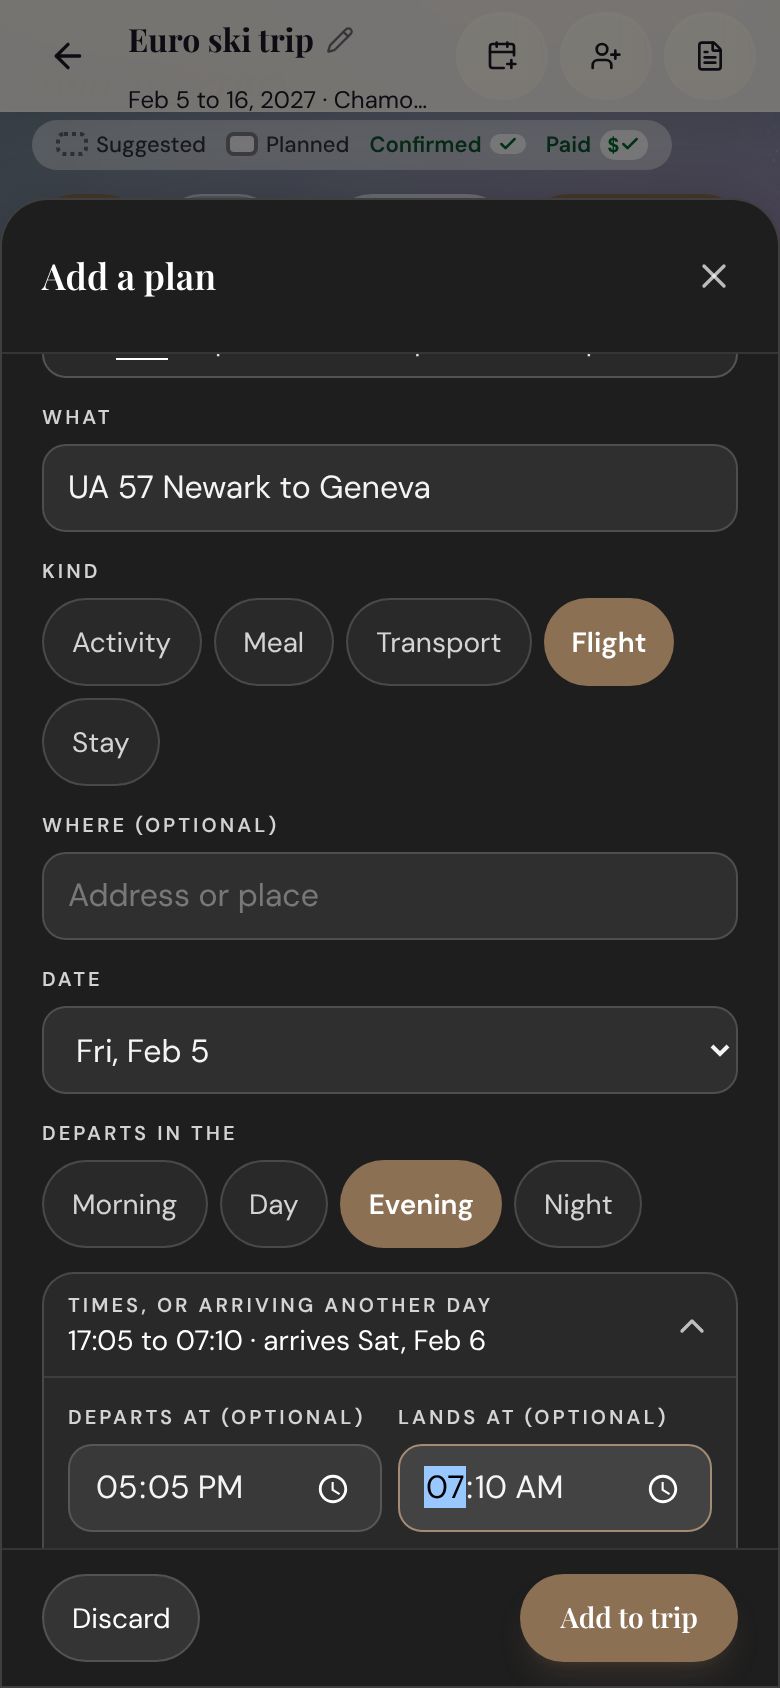 Euro ski trip
Feb 5 to 16, 2027 · Chamo...
Suggested Planned Confirmed Paid $
Add a plan
WHAT
UA 57 Newark to Geneva
KIND
Activity Meal Transport Flight
Stay
WHERE (OPTIONAL)
Address or place
DATE
Fri, Feb 5
DEPARTS IN THE
Morning Day Evening Night
TIMES, OR ARRIVING ANOTHER DAY
17:05 to 07:10 · arrives Sat, Feb 6
DEPARTS AT (OPTIONAL) LANDS AT (OPTIONAL)
05:05 PM 07:10 AM
Discard Add to trip